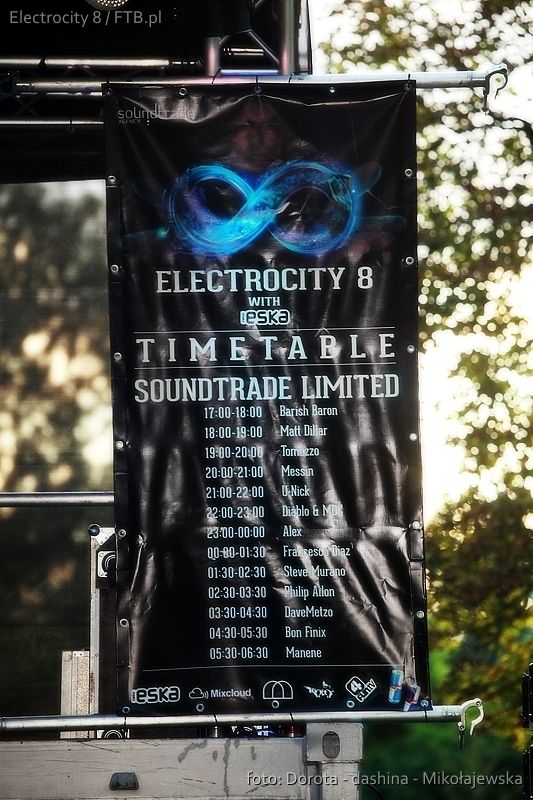 Electrocity 8 / FTB.pl
soundtrade
AGENCY
ELECTROCITY 8
WITH
ESKA
TIMETABLE
SOUNDTRADE LIMITED
17:00-18:00 Barish Baron
18:00-19:00 Matt Dillar
19:00-20:00 Tomazzo
20:00-21:00 Messin
21:00-22:00 U-Nick
22:00-23:00 Diablo & MDK
23:00-00:00 Alex
00:00-01:30 Francesco Diaz
01:30-02:30 Steve Murano
02:30-03:30 Philip Allon
03:30-04:30 DaveMetzo
04:30-05:30 Bon Finix
05:30-06:30 Manene
ESKA Mixcloud
foto: Dorota - dashina - Mikołajewska